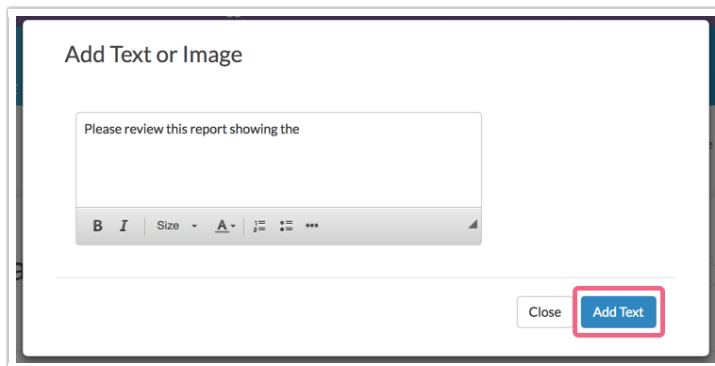 Add Text or Image
Please review this report showing the
B I Size A
Close Add Text